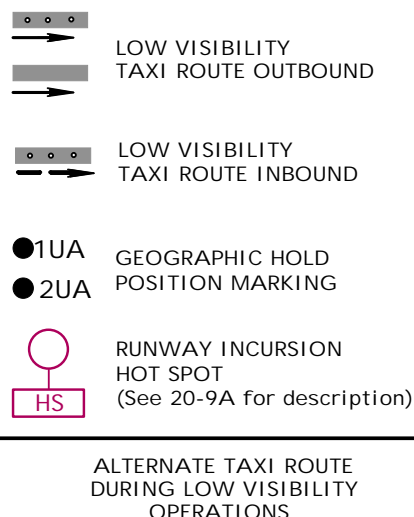 LOW VISIBILITY
TAXI ROUTE OUTBOUND
LOW VISIBILITY
TAXI ROUTE INBOUND
1UA
2UA
GEOGRAPHIC HOLD
POSITION MARKING
HS
RUNWAY INCURSION
HOT SPOT
(See 20-9A for description)
ALTERNATE TAXI ROUTE
DURING LOW VISIBILITY
OPERATIONS